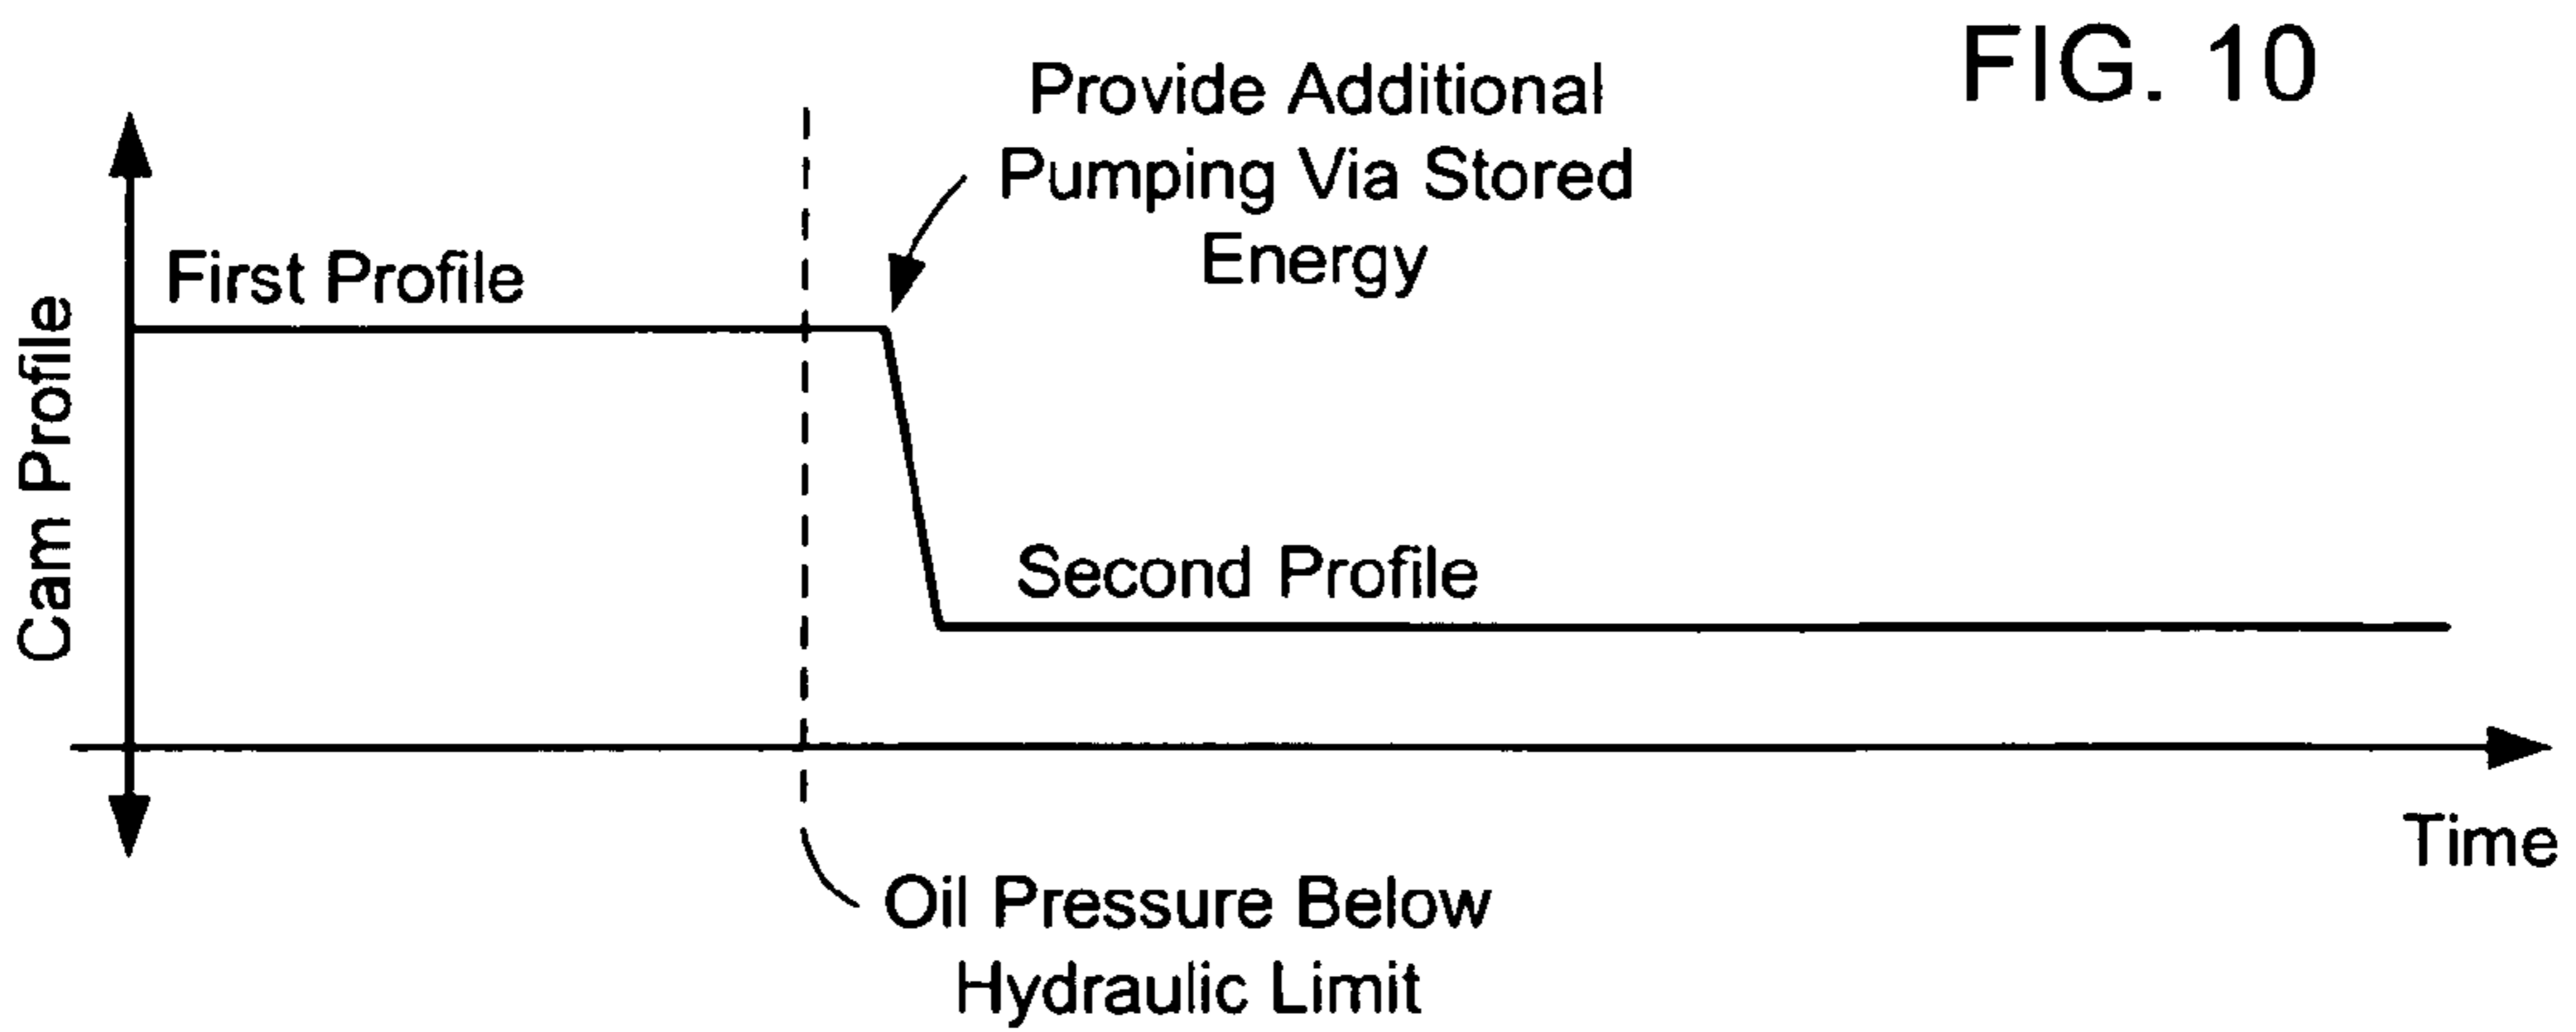 FIG. 10
Provide Additional
Pumping Via Stored
Energy
First Profile
Cam Profile
Second Profile
Time
Oil Pressure Below
Hydraulic Limit